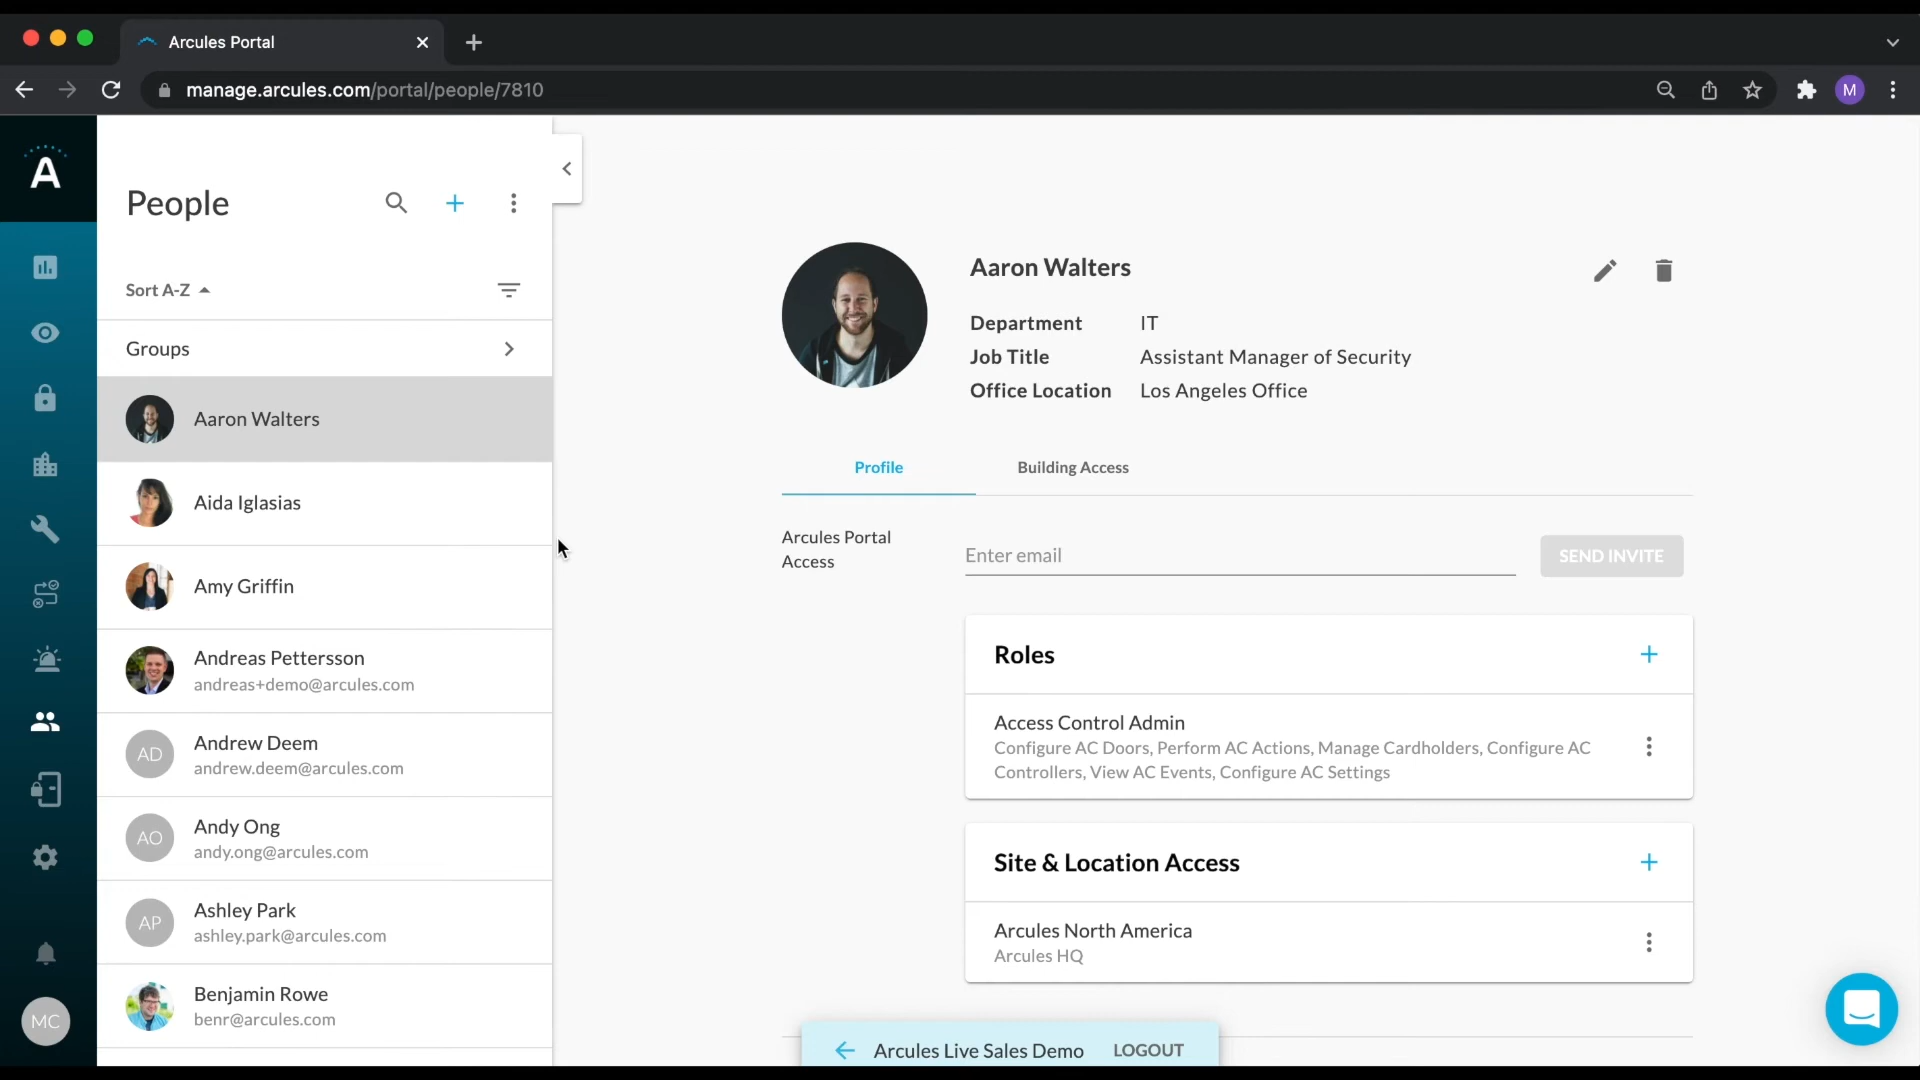 Arcules Portal
manage.arcules.com/portal/people/7810
M
A
People
Sort A-Z
Groups
Aaron Walters
Aida Iglasias
Amy Griffin
Andreas Pettersson
andreas+demo@arcules.com
AD
Andrew Deem
andrew.deem@arcules.com
AO
Andy Ong
andy.ong@arcules.com
AP
Ashley Park
ashley.park@arcules.com
Benjamin Rowe
benr@arcules.com
MC
Aaron Walters
Department IT
Job Title Assistant Manager of Security
Office Location Los Angeles Office
Profile Building Access
Arcules Portal
Access
Enter email
SEND INVITE
Roles
Access Control Admin
Configure AC Doors, Perform AC Actions, Manage Cardholders, Configure AC
Controllers, View AC Events, Configure AC Settings
Site & Location Access
Arcules North America
Arcules HQ
Arcules Live Sales Demo LOGOUT